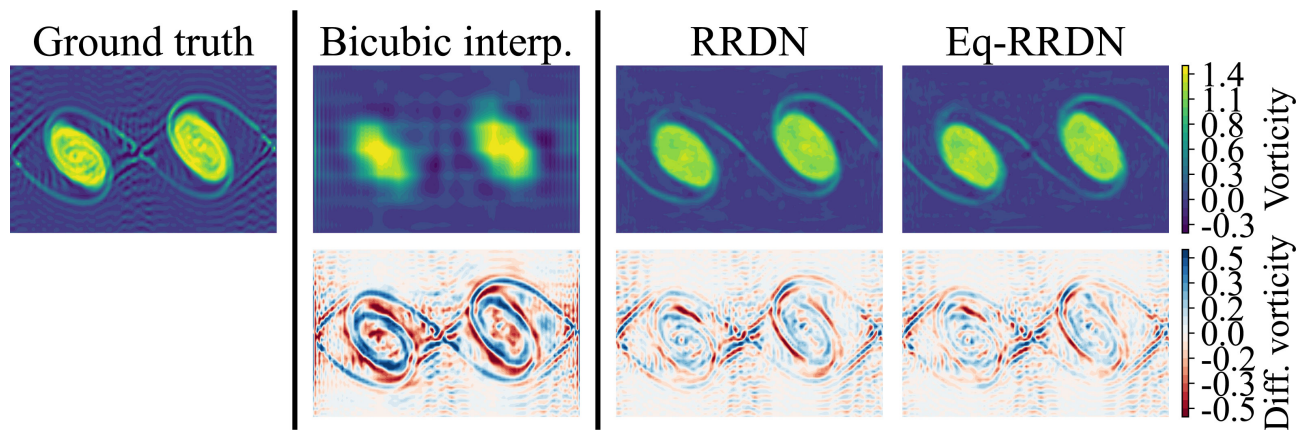 Ground truth
Bicubic interp.
RRDN
Eq-RRDN
1.4
1.1
0.8
0.6
0.3
0.0
-0.3
Vorticity
0.5
0.3
0.2
0.0
-0.2
-0.3
-0.5
Diff. vorticity